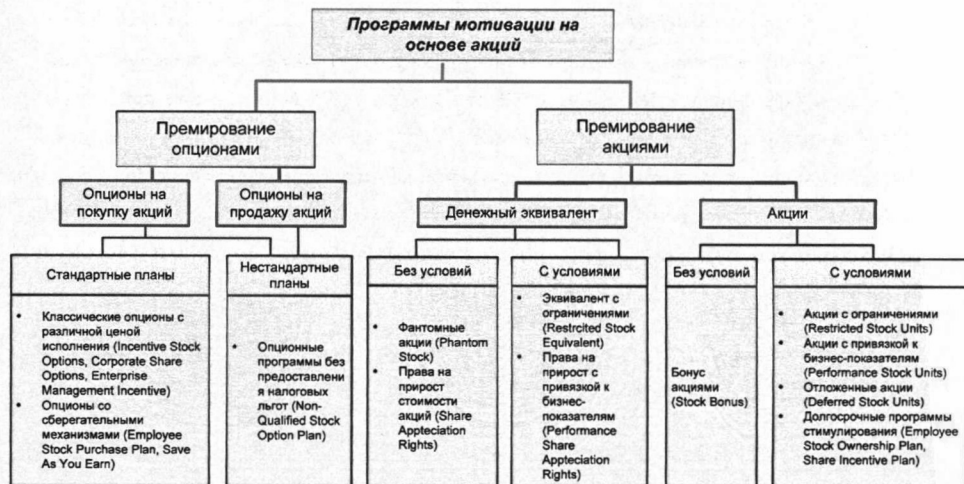 Программы мотивации на
основе акций
Премирование
опционами
Премирование
акциями
Опционы на
покупку акций
Опционы на
продажу акций
Денежный эквивалент
Акции
Стандартные планы
• Классические опционы с
различной ценой
исполнения (Incentive Stock
Options, Corporate Share
Options, Enterprise
Management Incentive)
• Опционы со
сберегательными
механизмами (Employee
Stock Purchase Plan, Save
As You Earn)
Нестандартные
планы
• Опционные
программы без
предоставлени
я налоговых
льгот (Non-
Qualified Stock
Option Plan)
Без условий
• Фантомные
акции (Phantom
Stock)
• Права на
прирост
стоимости
акций (Share
Appteciation
Rights)
С условиями
• Эквивалент с
ограничениями
(Restrcited Stock
Equivalent)
• Права на
прирост с
привязкой к
бизнес-
показателям
(Performance
Share
Appteciation
Rights)
Без условий
Бонус
акциями
(Stock Bonus)
С условиями
• Акции с ограничениями
(Restricted Stock Units)
• Акции с привязкой к
бизнес-показателям
(Performance Stock Units)
• Отложенные акции
(Deferred Stock Units)
• Долгосрочные программы
стимулирования (Employee
Stock Ownership Plan,
Share Incentive Plan)